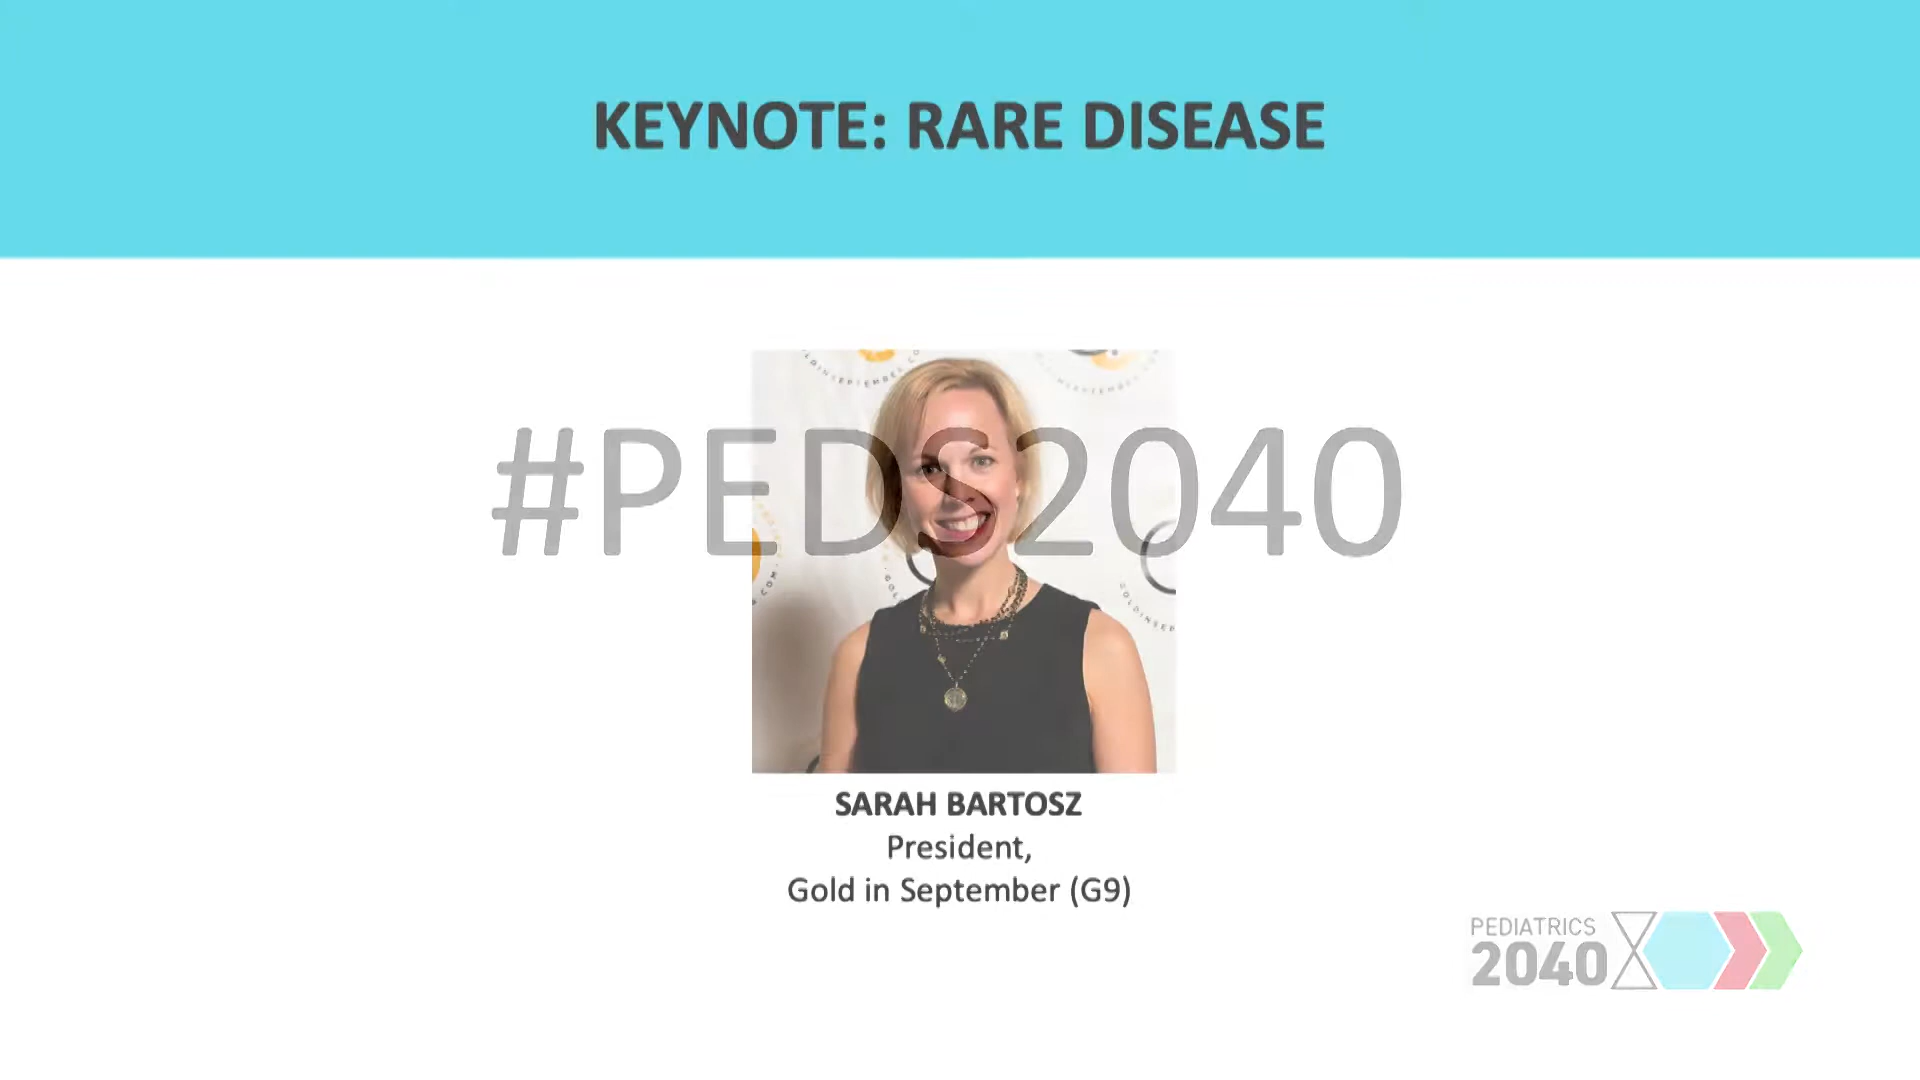 KEYNOTE: RARE DISEASE
#PEDS2040
SARAH BARTOSZ
President,
Gold in September (G9)
PEDIATRICS
2040